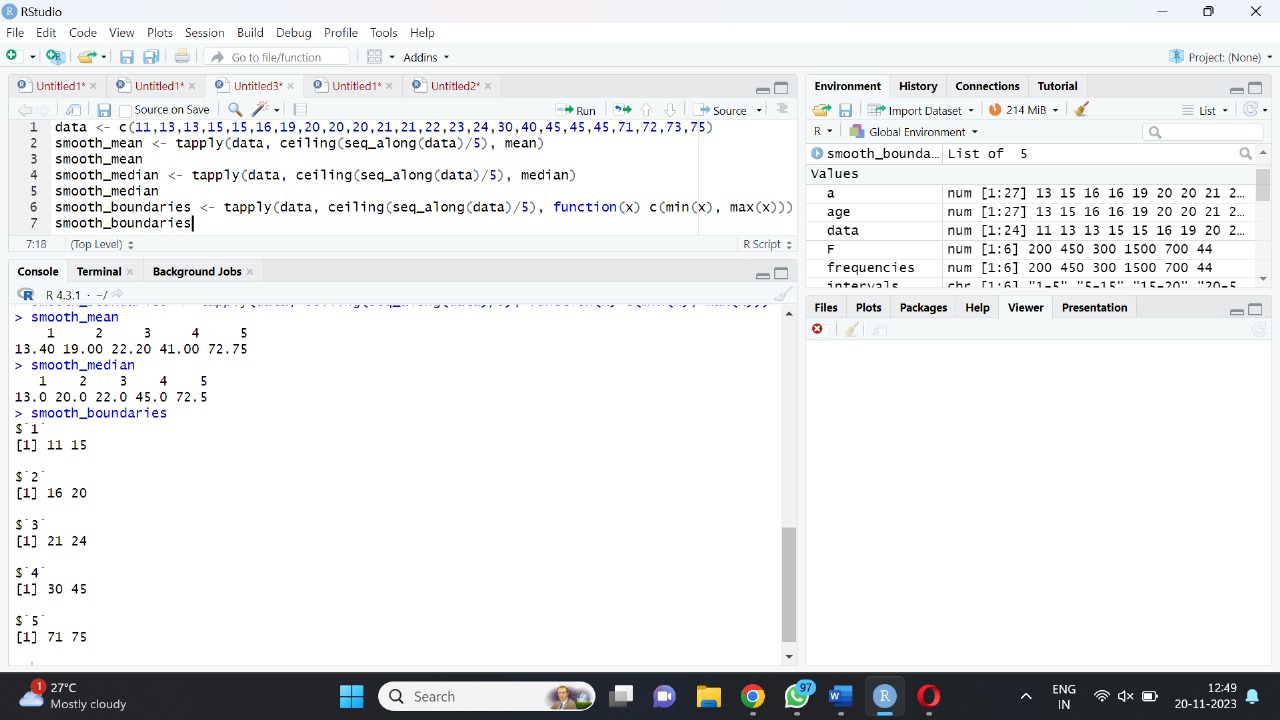 RStudio
File Edit Code View Plots Session Build Debug Profile Tools Help
Go to file/function Addins Project: (None)
Untitled1* Untitled1* Untitled3* Untitled1* Untitled2*
Source on Save Run Source
1 data <- c(11,13,13,15,15,16,19,20,20,20,21,21,22,23,24,30,40,45,45,45,71,72,73,75)
2 smooth_mean <- tapply(data, ceiling(seq_along(data)/5), mean)
3 smooth_mean
4 smooth_median <- tapply(data, ceiling(seq_along(data)/5), median)
5 smooth_median
6 smooth_boundaries <- tapply(data, ceiling(seq_along(data)/5), function(x) c(min(x), max(x)))
7 smooth_boundaries
7:18 (Top Level) R Script
Console Terminal Background Jobs
R 4.3.1 · ~/
> smooth_mean
1 2 3 4 5
13.40 19.00 22.20 41.00 72.75
> smooth_median
1 2 3 4 5
13.0 20.0 22.0 45.0 72.5
> smooth_boundaries
$`1`
[1] 11 15
$`2`
[1] 16 20
$`3`
[1] 21 24
$`4`
[1] 30 45
$`5`
[1] 71 75
Environment History Connections Tutorial
Import Dataset 214 MiB List
R Global Environment
smooth_bounda... List of 5
Values
a num [1:27] 13 15 16 16 19 20 20 21 2...
age num [1:27] 13 15 16 16 19 20 20 21 2...
data num [1:24] 11 13 13 15 15 16 19 20 2...
F num [1:6] 200 450 300 1500 700 44
frequencies num [1:6] 200 450 300 1500 700 44
intervals chr [1:6] "1-5" "5-15" "15-20" "20-5
Files Plots Packages Help Viewer Presentation
1 27°C
Mostly cloudy
Search
97
ENG
IN
12:49
20-11-2023